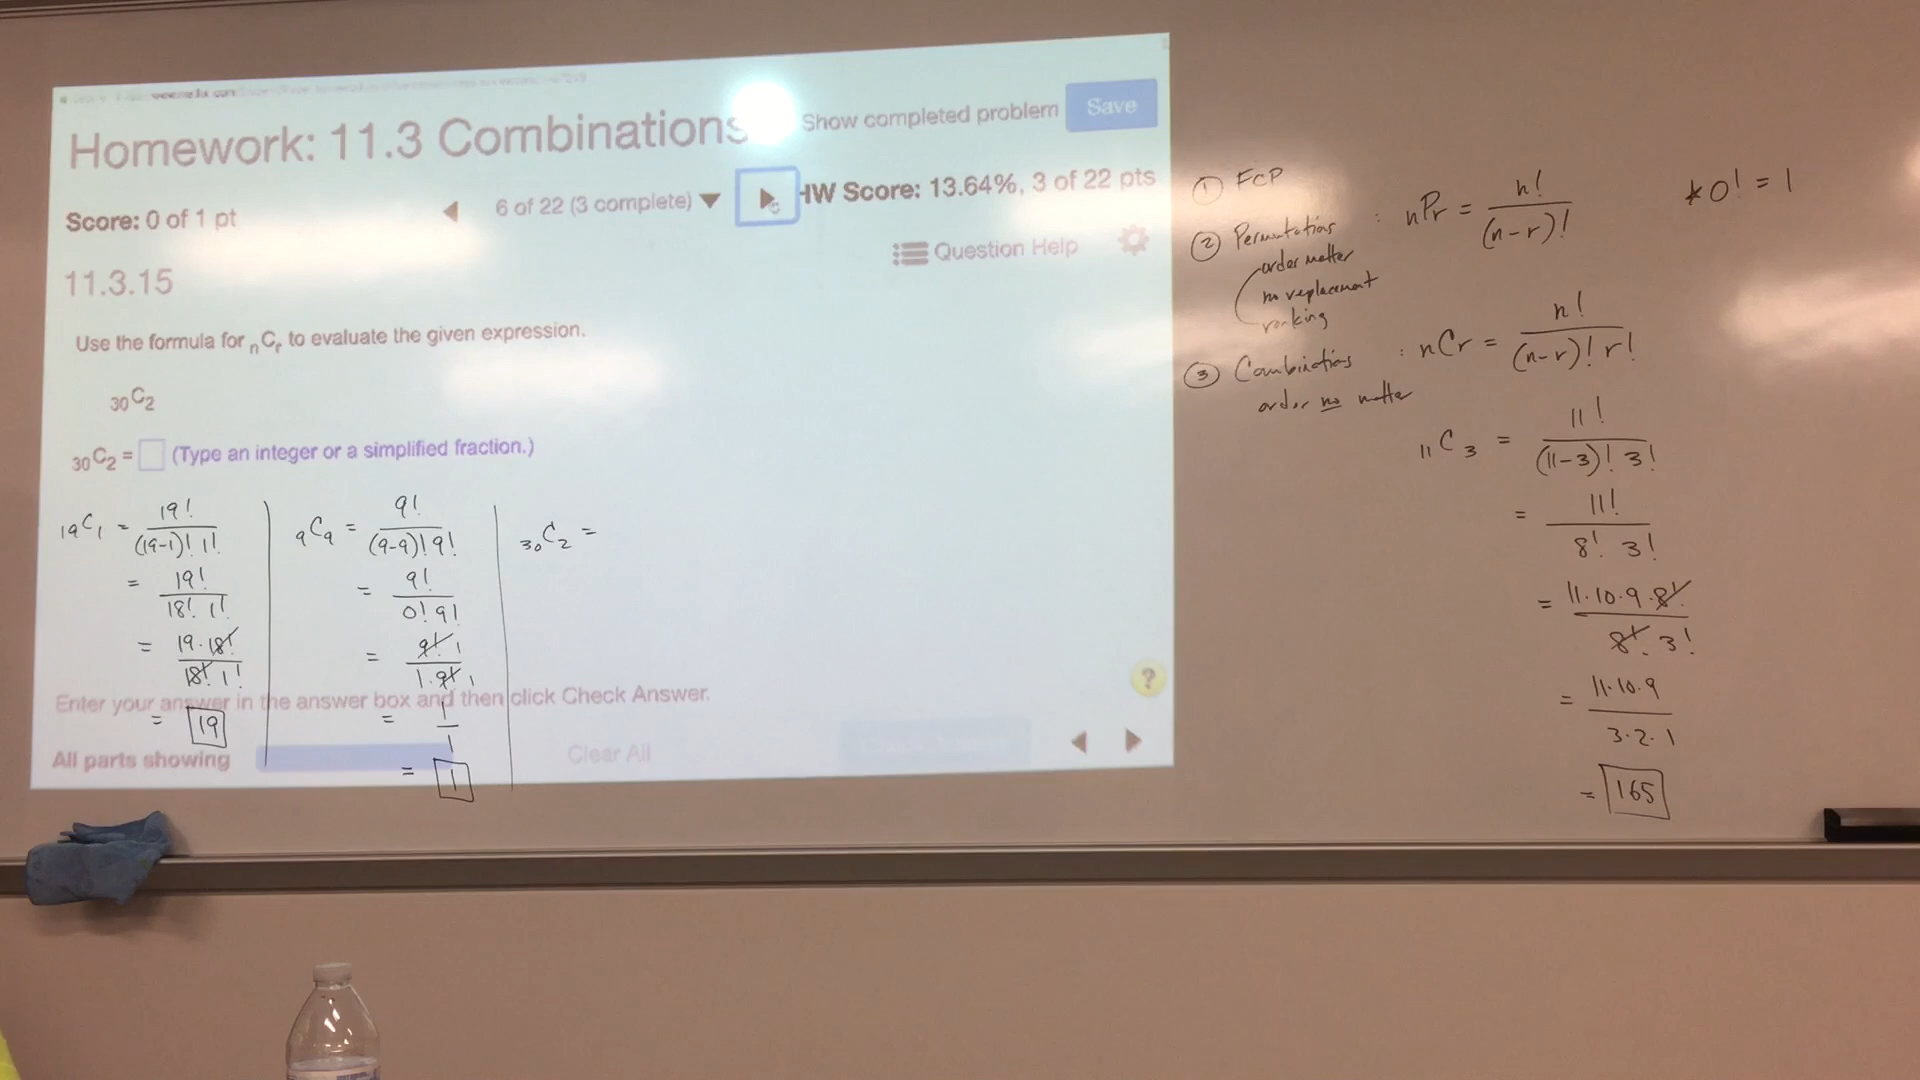 Homework: 11.3 Combinations
Show completed problem
Save
Score: 0 of 1 pt
6 of 22 (3 complete)
HW Score: 13.64%, 3 of 22 pts
11.3.15
Question Help
Use the formula for nCr to evaluate the given expression.
30C2
30C2 = (Type an integer or a simplified fraction.)
19C1 = 19! / (19-1)! 1!
= 19! / 18! 1!
= 19·18! / 18! 1!
= 19
9C9 = 9! / (9-9)! 9!
= 9! / 0! 9!
= 9! 1 / 1·9! 1
= 1 / 1
= 1
30C2 =
Enter your answer in the answer box and then click Check Answer.
All parts showing
Clear All
?
① FCP
② Permutations : nPr = n! / (n-r)!
* 0! = 1
order matter
no replacement
ranking
③ Combinations : nCr = n! / (n-r)! r!
order no matter
11C3 = 11! / (11-3)! 3!
= 11! / 8! 3!
= 11·10·9·8! / 8! · 3!
= 11·10·9 / 3·2·1
= 165